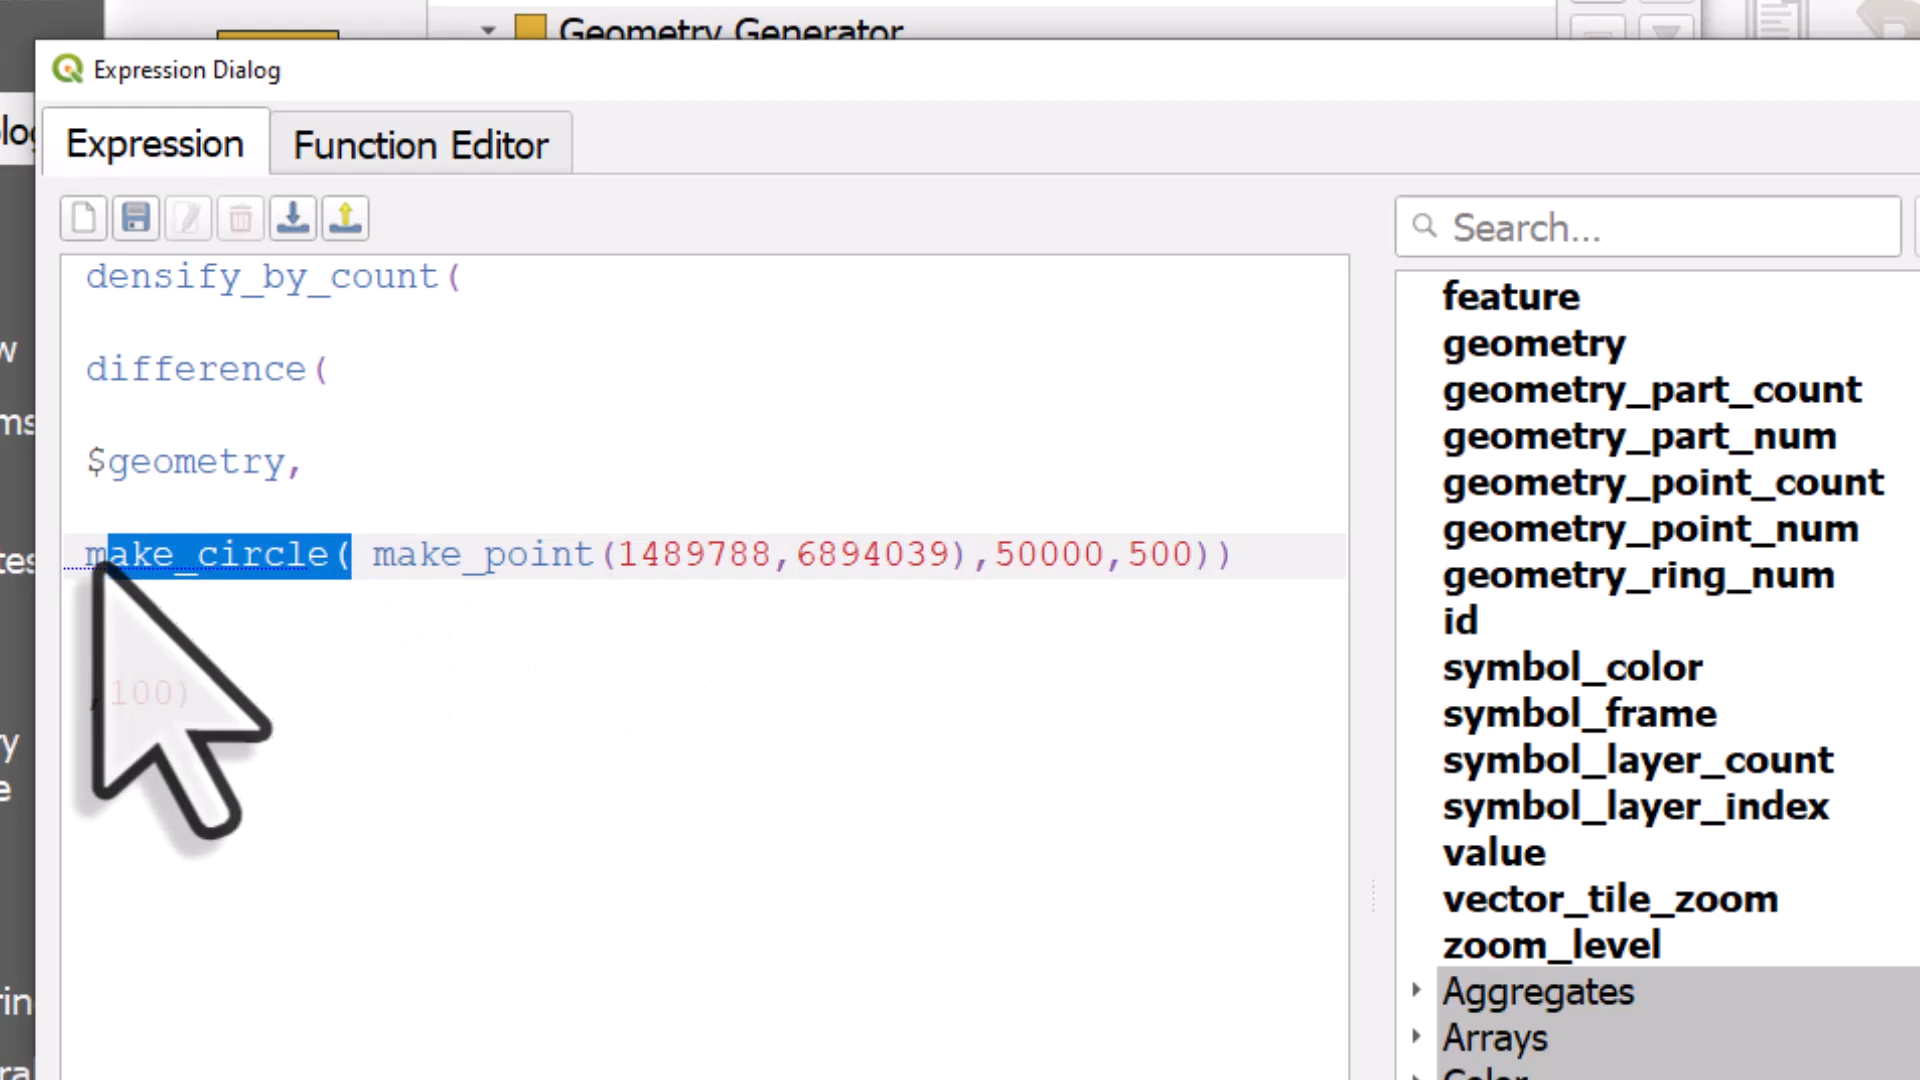 Geometry Generator
Expression Dialog
Expression
Function Editor
Search...
densify_by_count(
difference(
$geometry,
make_circle( make_point(1489788,6894039),50000,500))
,100)
feature
geometry
geometry_part_count
geometry_part_num
geometry_point_count
geometry_point_num
geometry_ring_num
id
symbol_color
symbol_frame
symbol_layer_count
symbol_layer_index
value
vector_tile_zoom
zoom_level
Aggregates
Arrays
Color